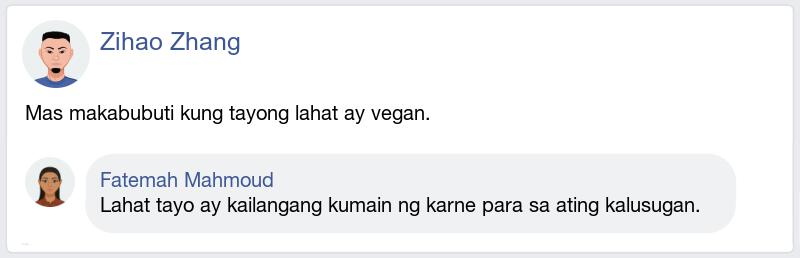 Zihao Zhang
Mas makabubuti kung tayong lahat ay vegan.
Fatemah Mahmoud
Lahat tayo ay kailangang kumain ng karne para sa ating kalusugan.